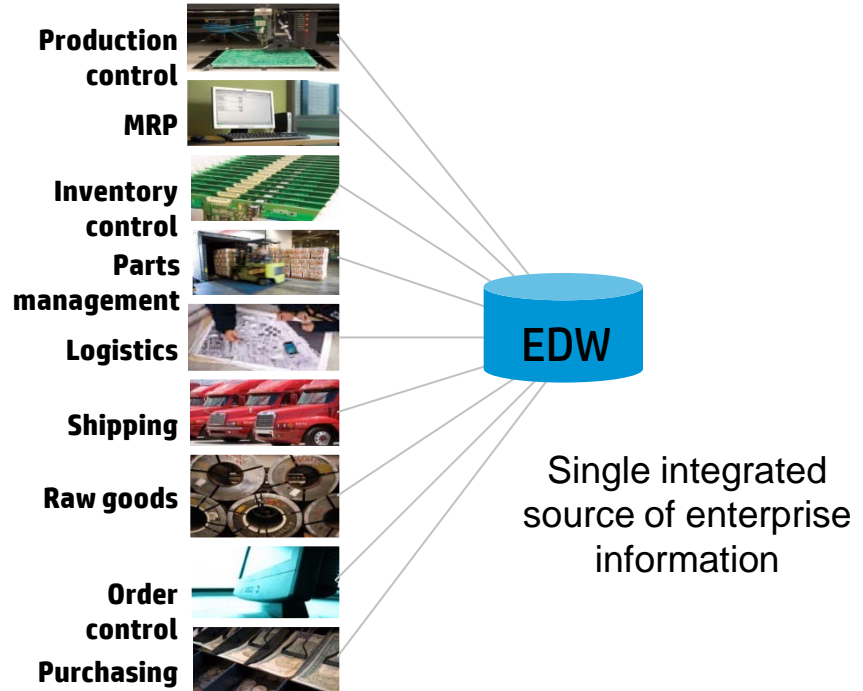 Production
control
MRP
Inventory
control
Parts
management
Logistics
Shipping
Raw goods
Order
control
Purchasing
EDW
Single integrated
source of enterprise
information